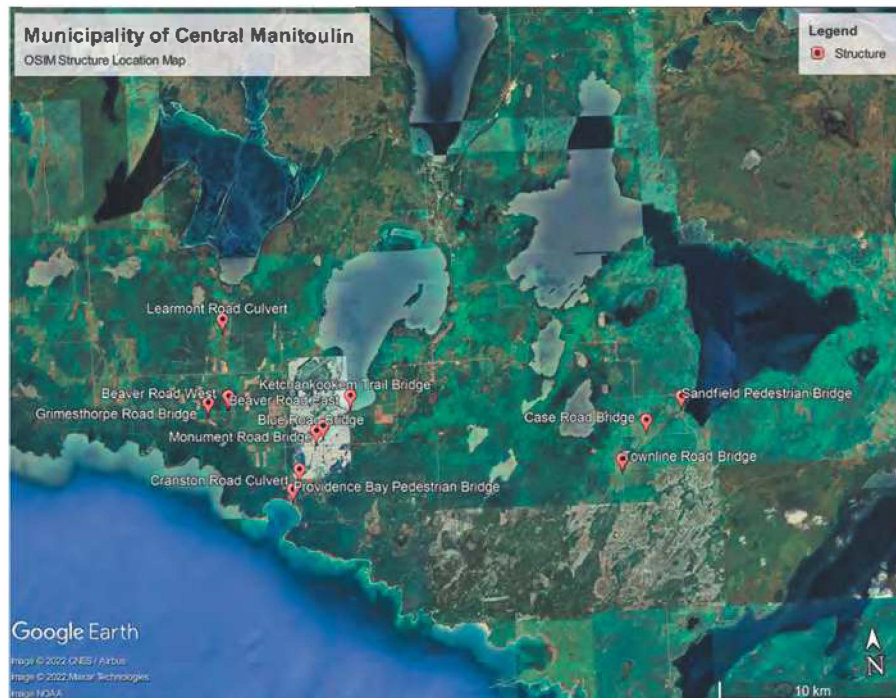 Municipality of Central Manitoulin
OSIM Structure Location Map
Legend
Structure
Learmont Road Culvert
Ketchankookem Trail Bridge
Beaver Road West
Beaver Road East
Sandfield Pedestrian Bridge
Grimesthorpe Road Bridge
Blue Road Bridge
Case Road Bridge
Monument Road Bridge
Townline Road Bridge
Cranston Road Culvert
Providence Bay Pedestrian Bridge
Google Earth
Image © 2022 CNES / Airbus
Image © 2022 Maxar Technologies
Image NOAA
N
10 km